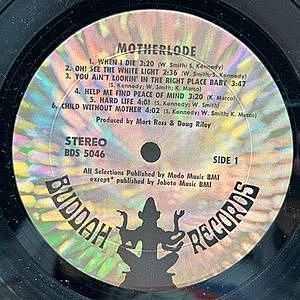 MOTHERLODE
1. WHEN I DIE 3:20 (W. Smith; S. Kennedy)
2. OH! SEE THE WHITE LIGHT 2:36 (W. Smith; S. Kennedy)
3. YOU AIN'T LOOKIN' IN THE RIGHT PLACE BABY 3:47
(S. Kennedy; W. Smith; K. Marco)
4. HELP ME FIND PEACE OF MIND 3:20 (K. Marco)
5. HARD LIFE 4:01 (S. Kennedy; W. Smith)
6. CHILD WITHOUT MOTHER 4:02 (W. Smith; S. Kennedy; K. Marco)
Produced by Mort Ross & Doug Riley
STEREO
BDS 5046
SIDE 1
All Selections Published by Modo Music BMI
except* published by Jobete Music BMI
BUDDAH RECORDS